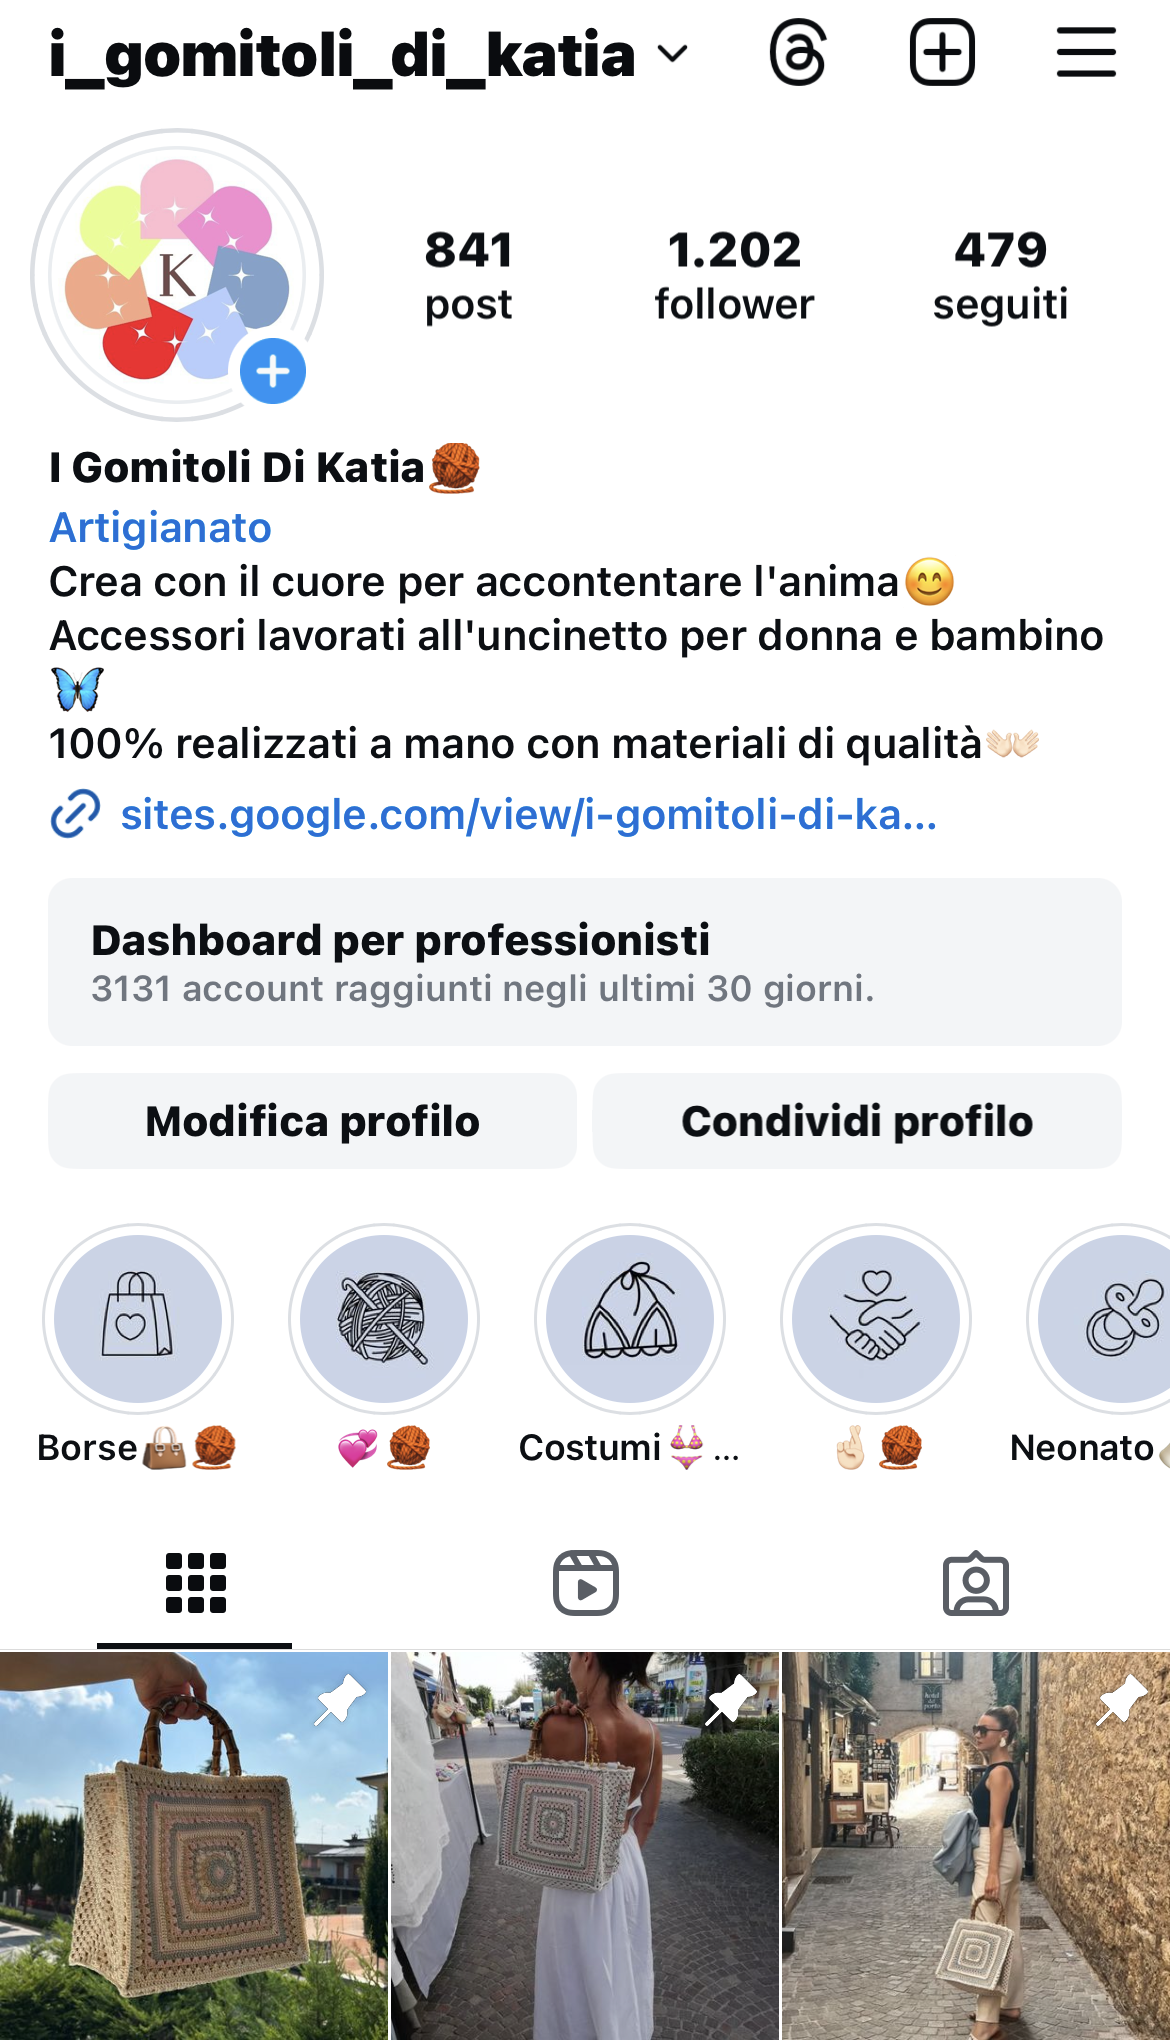 i_gomitoli_di_katia
K
841 1.202 479
post follower seguiti
I Gomitoli Di Katia🧶
Artigianato
Crea con il cuore per accontentare l'anima😊
Accessori lavorati all'uncinetto per donna e bambino
🦋
100% realizzati a mano con materiali di qualità👐🏻
sites.google.com/view/i-gomitoli-di-ka...
Dashboard per professionisti
3131 account raggiunti negli ultimi 30 giorni.
Modifica profilo Condividi profilo
Borse👜🧶 💞🧶 Costumi👙... 🤞🏻🧶 Neonato